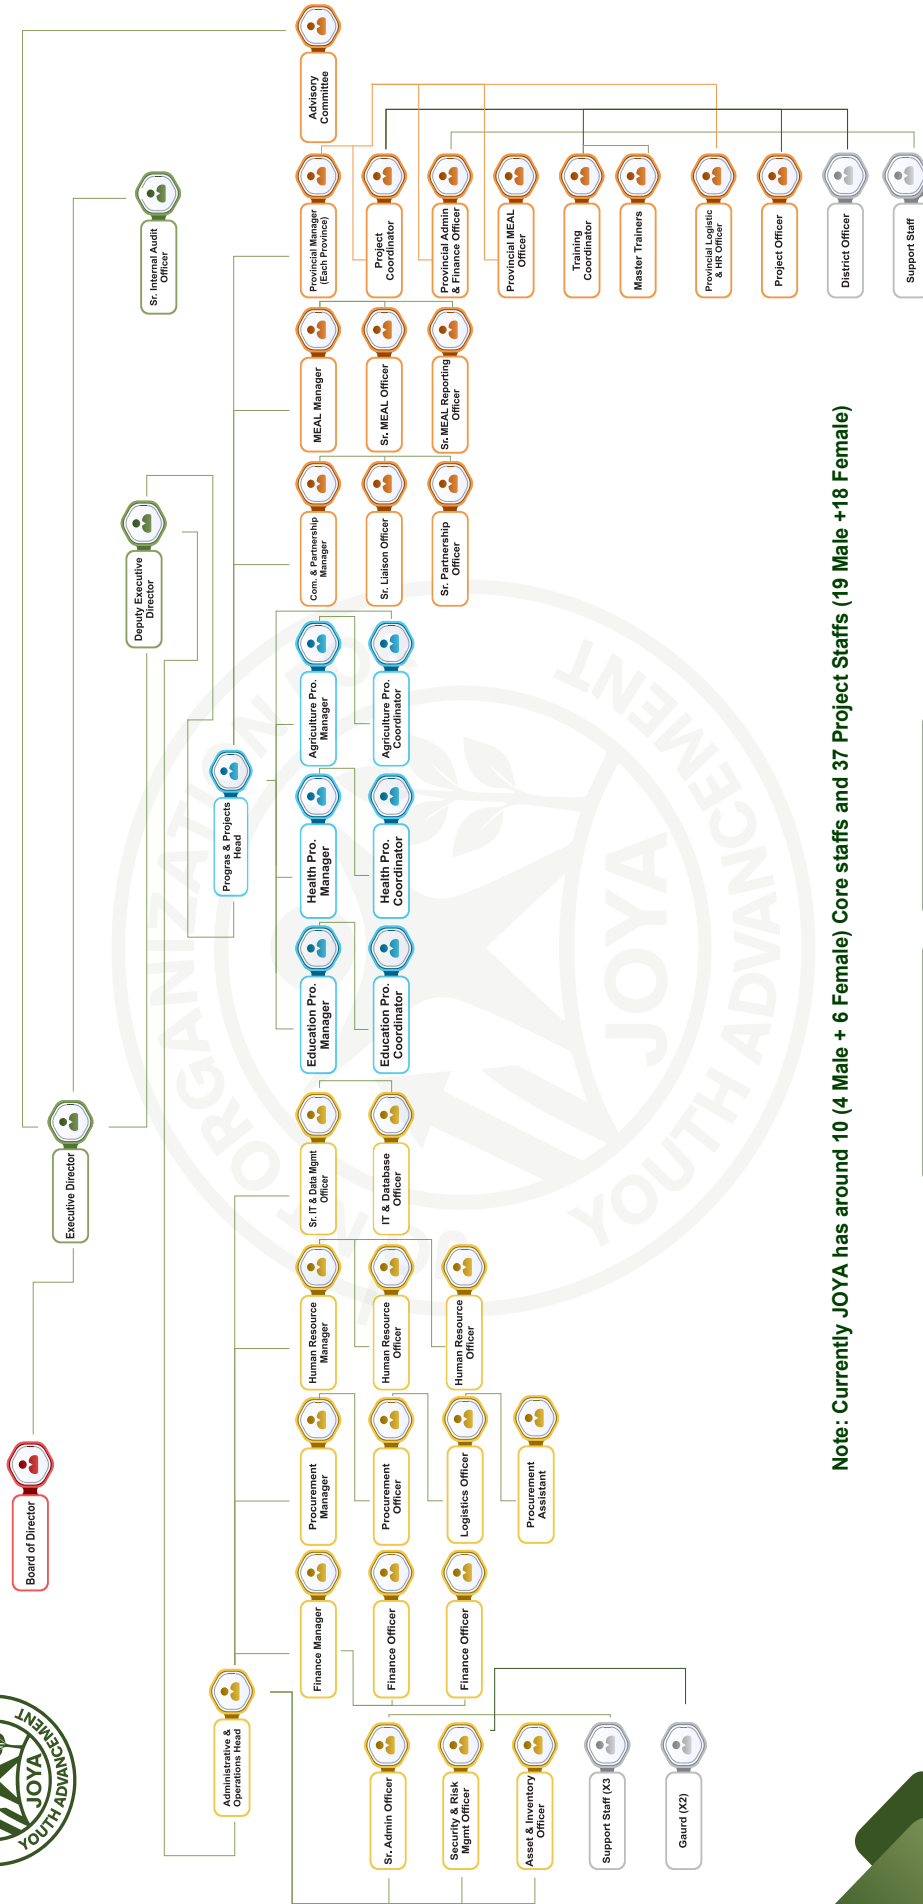 Board of Director
Executive Director
Sr. Internal Audit
Officer
Deputy Executive
Director
Advisory
Committee
Administrative &
Operations Head
Progras & Projects
Head
Finance Manager
Finance Officer
Finance Officer
Procurement
Manager
Procurement
Officer
Logistics Officer
Procurement
Assistant
Human Resource
Manager
Human Resource
Officer
Human Resource
Officer
Sr. IT & Data Mgmt
Officer
IT & Database
Officer
Education Pro.
Manager
Education Pro.
Coordinator
Health Pro.
Manager
Health Pro.
Coordinator
Agriculture Pro.
Manager
Agriculture Pro.
Coordinator
Com. & Partnership
Manager
Sr. Liaison Officer
Sr. Partnership
Officer
MEAL Manager
Sr. MEAL Officer
Sr. MEAL Reporting
Officer
Provincial Manager
(Each Province)
Project
Coordinator
Provincial Admin
& Finance Officer
Provincial MEAL
Officer
Training
Coordinator
Master Trainers
Provincial Logistic
& HR Officer
Project Officer
District Officer
Support Staff
Sr. Admin Officer
Security & Risk
Mgmt Officer
Asset & Inventory
Officer
Support Staff (X3
Gaurd (X2)
Note: Currently JOYA has around 10 (4 Male + 6 Female) Core staffs and 37 Project Staffs (19 Male +18 Female)
JOYA
YOUTH ADVANCEMENT
ORGANIZATION FOR
JOYA
YOUTH ADVANCEMENT